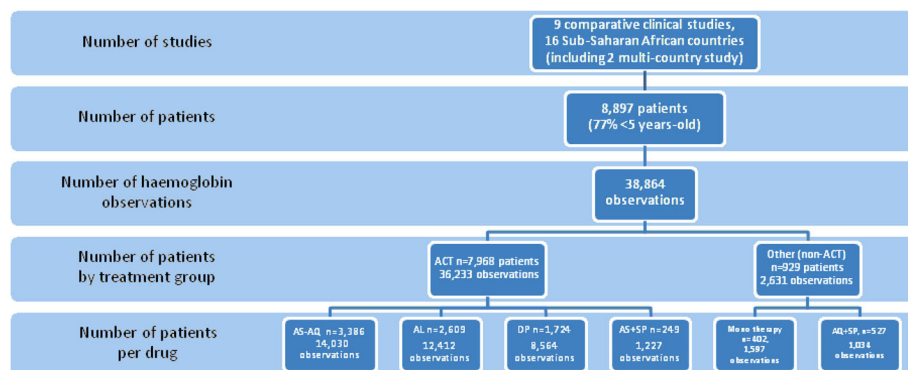 Number of studies
9 comparative clinical studies,
16 Sub-Saharan African countries
(including 2 multi-country study)
Number of patients
8,897 patients
(77% <5 years-old)
Number of haemoglobin
observations
38,864
observations
Number of patients
by treatment group
ACT n=7,968 patients
36,233 observations
Other (non-ACT)
n=929 patients
2,631 observations
Number of patients
per drug
AS-AQ n=3,386
14,030
observations
AL n=2,609
12,412
observations
DP n=1,724
8,564
observations
AS+SP n=249
1,227
observations
Mono therapy
n=402,
1,597
observations
AQ+SP, n=527
1,034
observations